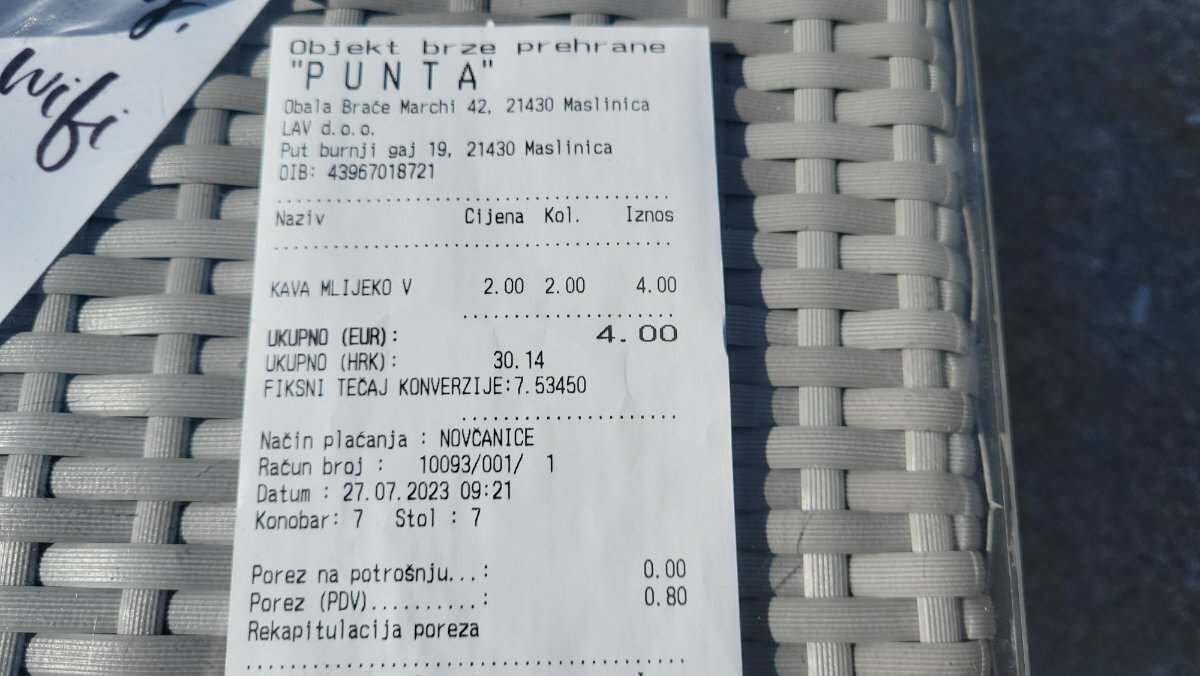 wifi
Objekt brze prehrane
"PUNTA"
Obala Braće Marchi 42, 21430 Maslinica
LAV d.o.o.
Put burnji gaj 19, 21430 Maslinica
OIB: 43967018721
Naziv Cijena Kol. Iznos
KAVA MLIJEKO V 2.00 2.00 4.00
UKUPNO (EUR): 4.00
UKUPNO (HRK): 30.14
FIKSNI TEČAJ KONVERZIJE:7.53450
Način plaćanja : NOVČANICE
Račun broj : 10093/001/ 1
Datum : 27.07.2023 09:21
Konobar: 7 Stol : 7
Porez na potrošnju...: 0.00
Porez (PDV)..........: 0.80
Rekapitulacija poreza